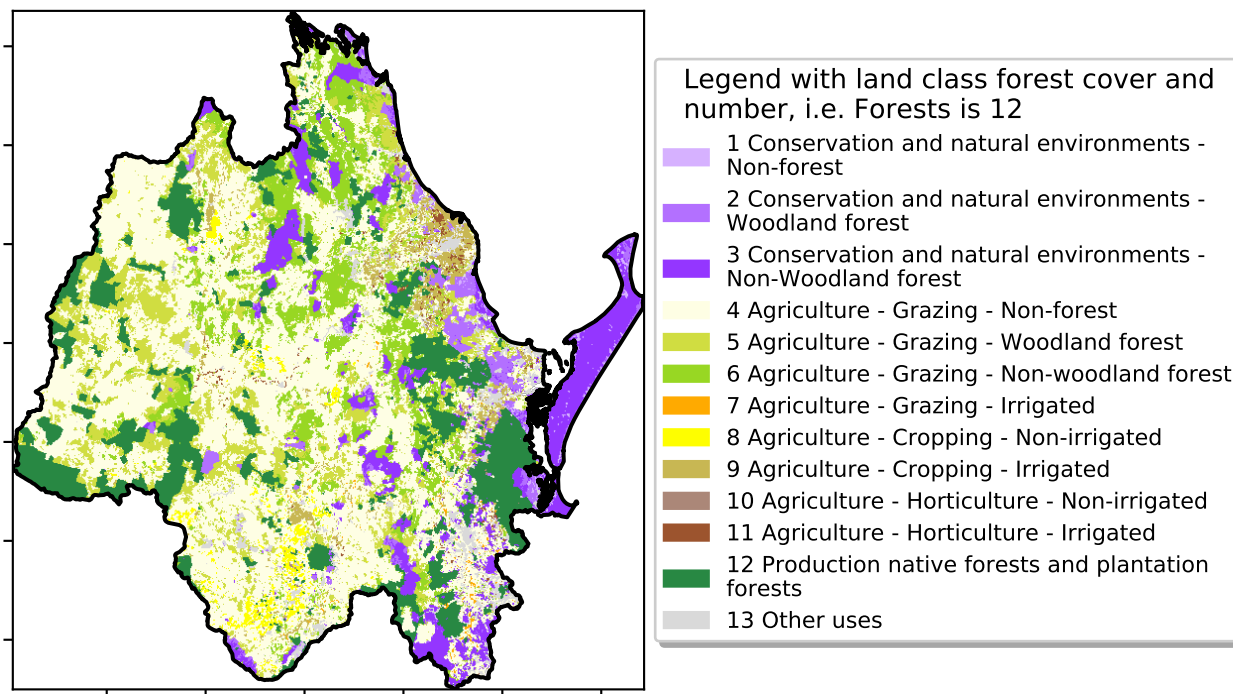 Legend with land class forest cover and
number, i.e. Forests is 12
1 Conservation and natural environments -
Non-forest
2 Conservation and natural environments -
Woodland forest
3 Conservation and natural environments -
Non-Woodland forest
4 Agriculture - Grazing - Non-forest
5 Agriculture - Grazing - Woodland forest
6 Agriculture - Grazing - Non-woodland forest
7 Agriculture - Grazing - Irrigated
8 Agriculture - Cropping - Non-irrigated
9 Agriculture - Cropping - Irrigated
10 Agriculture - Horticulture - Non-irrigated
11 Agriculture - Horticulture - Irrigated
12 Production native forests and plantation
forests
13 Other uses